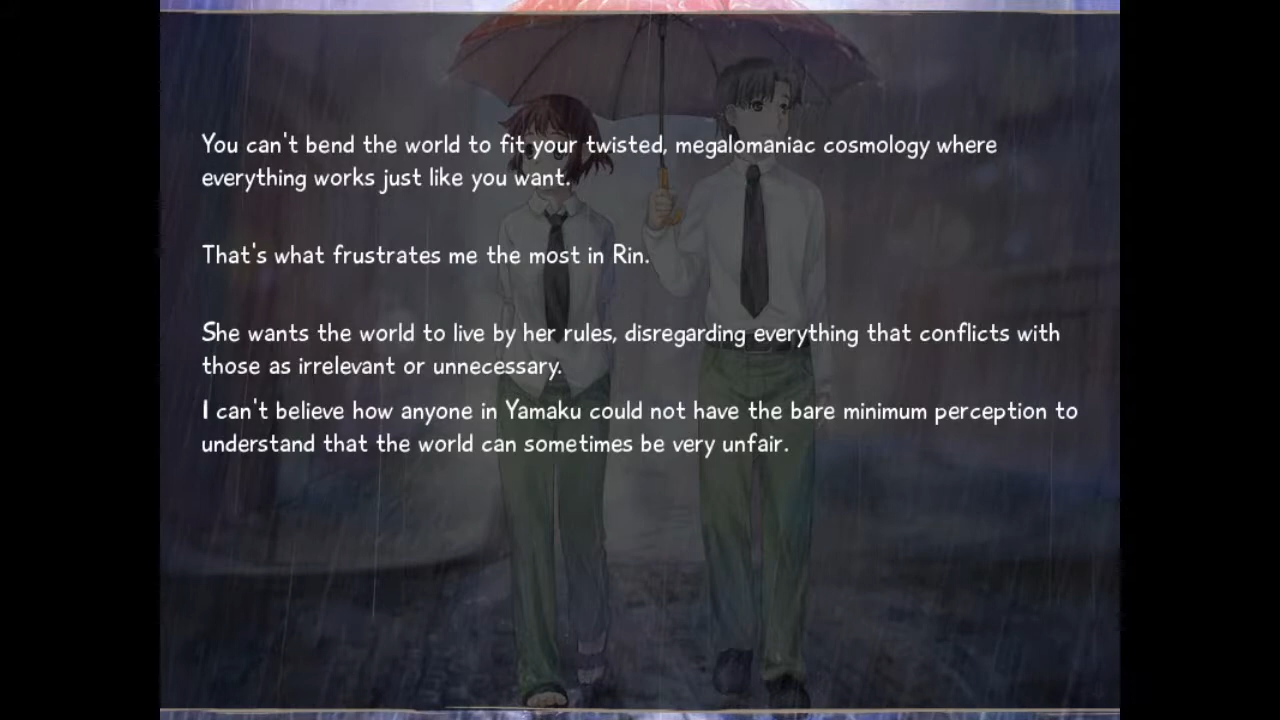 You can't bend the world to fit your twisted, megalomaniac cosmology where
everything works just like you want.
That's what frustrates me the most in Rin.
She wants the world to live by her rules, disregarding everything that conflicts with
those as irrelevant or unnecessary.
I can't believe how anyone in Yamaku could not have the bare minimum perception to
understand that the world can sometimes be very unfair.